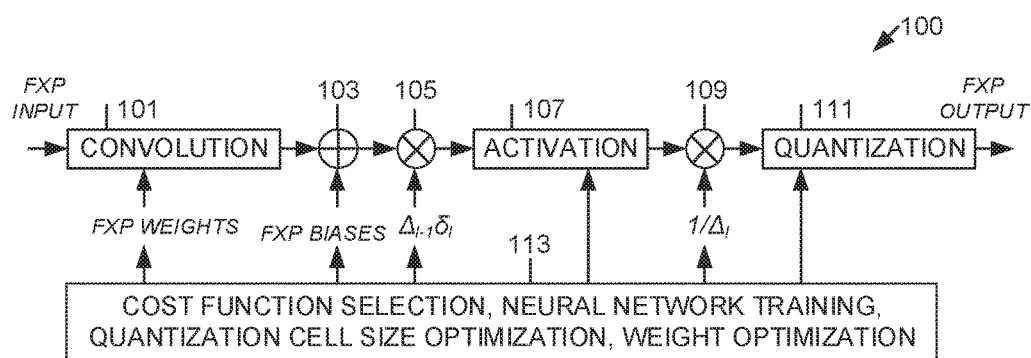 100
FXP
INPUT
101
103
105
107
109
111
FXP
OUTPUT
CONVOLUTION
ACTIVATION
QUANTIZATION
FXP WEIGHTS
FXP BIASES
Δl-1δl
1/Δl
113
COST FUNCTION SELECTION, NEURAL NETWORK TRAINING,
QUANTIZATION CELL SIZE OPTIMIZATION, WEIGHT OPTIMIZATION